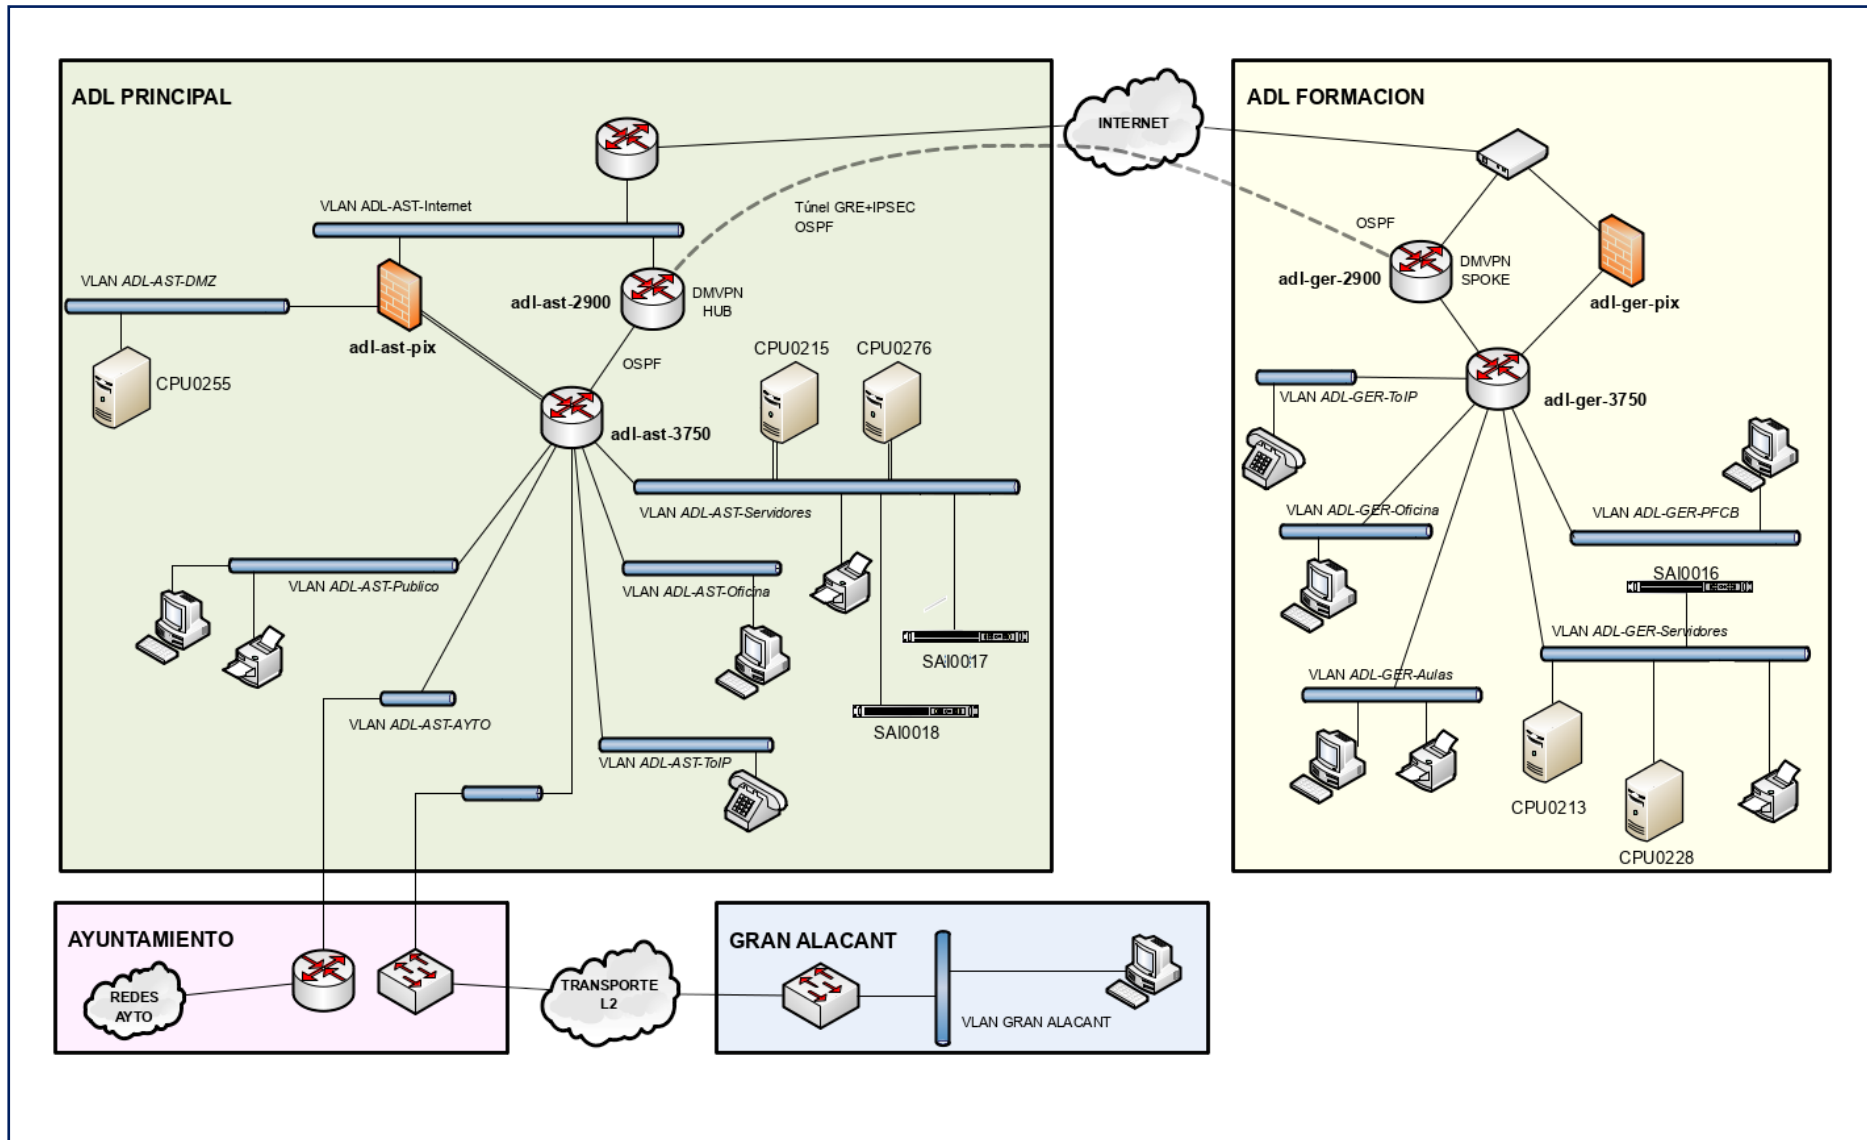 ADL PRINCIPAL
VLAN ADL-AST-Internet
VLAN ADL-AST-DMZ
CPU0255
adl-ast-pix
adl-ast-2900
DMVPN
HUB
Túnel GRE+IPSEC
OSPF
OSPF
adl-ast-3750
CPU0215
CPU0276
VLAN ADL-AST-Servidores
VLAN ADL-AST-Publico
VLAN ADL-AST-Oficina
SAI0017
SAI0018
VLAN ADL-AST-AYTO
VLAN ADL-AST-ToIP
INTERNET
ADL FORMACION
OSPF
adl-ger-2900
DMVPN
SPOKE
adl-ger-pix
adl-ger-3750
VLAN ADL-GER-ToIP
VLAN ADL-GER-Oficina
VLAN ADL-GER-PFCB
SAI0016
VLAN ADL-GER-Servidores
VLAN ADL-GER-Aulas
CPU0213
CPU0228
AYUNTAMIENTO
REDES
AYTO
TRANSPORTE
L2
GRAN ALACANT
VLAN GRAN ALACANT